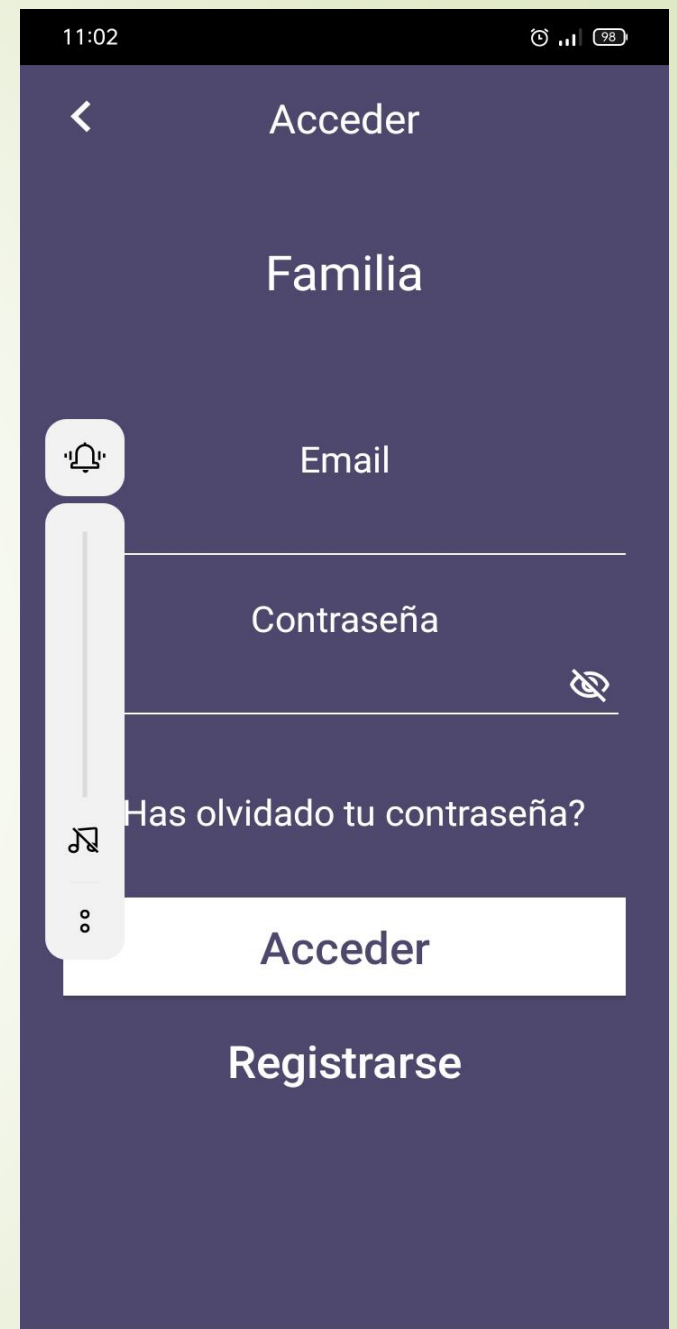 11:02
98
Acceder
Familia
Email
Contraseña
Has olvidado tu contraseña?
Acceder
Registrarse